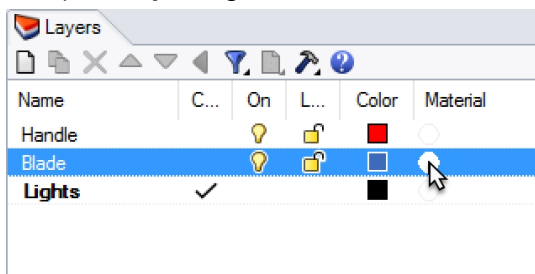 Layers
Name C... On L... Color Material
Handle
Blade
Lights